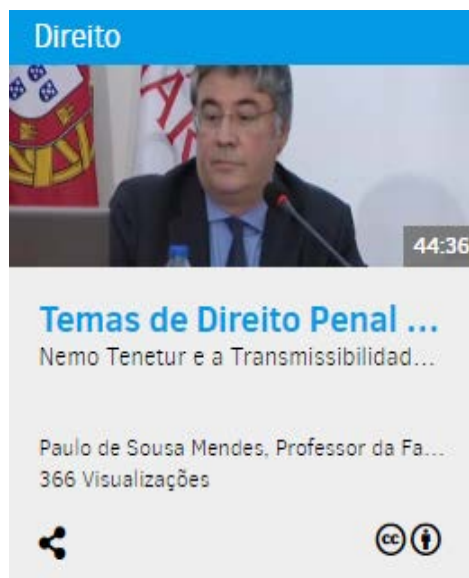 Direito
44:36
Temas de Direito Penal ...
Nemo Tenetur e a Transmissibilidad...
Paulo de Sousa Mendes, Professor da Fa...
366 Visualizações
cc